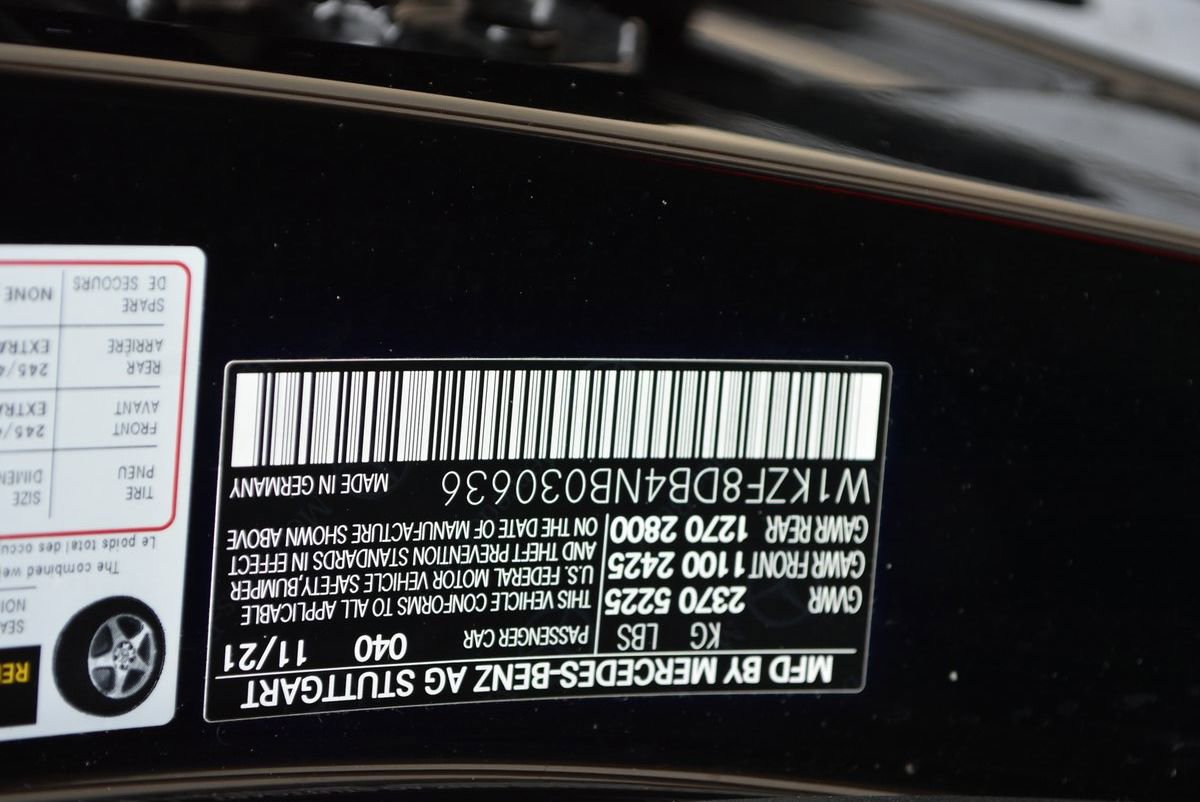 MFD BY MERCEDES-BENZ AG STUTTGART
KG LBS PASSENGER CAR 040 11/21
GVWR 2370 5225
GAWR FRONT 1100 2425
GAWR REAR 1270 2800
THIS VEHICLE CONFORMS TO ALL APPLICABLE
U.S. FEDERAL MOTOR VEHICLE SAFETY, BUMPER
AND THEFT PREVENTION STANDARDS IN EFFECT
ON THE DATE OF MANUFACTURE SHOWN ABOVE
W1KZF8DB4NB030636 MADE IN GERMANY
The combined
Le poids total des
TIRE SIZE
PNEU
FRONT 245/
AVANT
REAR 245/
ARRIÈRE
SPARE NONE
DE SECOURS